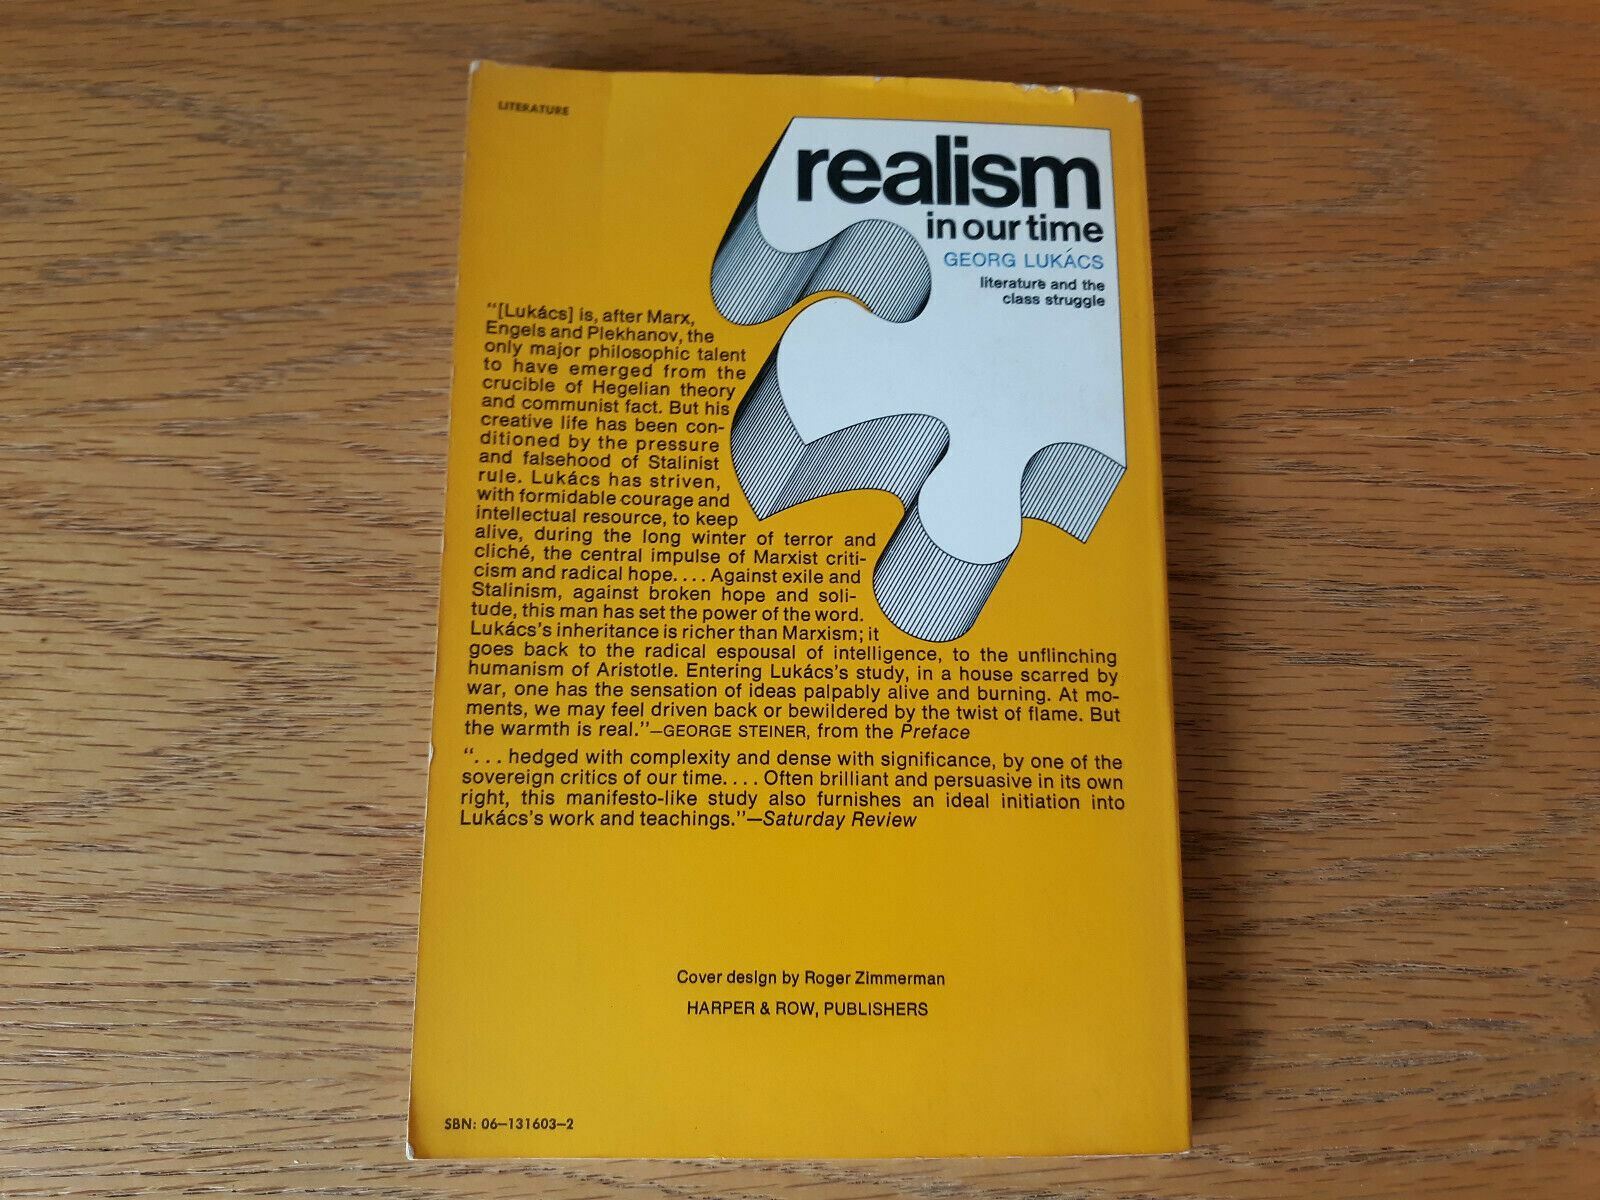 LITERATURE
realism
in our time
GEORG LUKÁCS
literature and the
class struggle
“[Lukács] is, after Marx,
Engels and Plekhanov, the
only major philosophic talent
to have emerged from the
crucible of Hegelian theory
and communist fact. But his
creative life has been con-
ditioned by the pressure
and falsehood of Stalinist
rule. Lukács has striven,
with formidable courage and
intellectual resource, to keep
alive, during the long winter of terror and
cliché, the central impulse of Marxist criti-
cism and radical hope. . . . Against exile and
Stalinism, against broken hope and soli-
tude, this man has set the power of the word.
Lukács's inheritance is richer than Marxism; it
goes back to the radical espousal of intelligence, to the unflinching
humanism of Aristotle. Entering Lukács's study, in a house scarred by
war, one has the sensation of ideas palpably alive and burning. At mo-
ments, we may feel driven back or bewildered by the twist of flame. But
the warmth is real.”—GEORGE STEINER, from the Preface
“. . . hedged with complexity and dense with significance, by one of the
sovereign critics of our time. . . . Often brilliant and persuasive in its own
right, this manifesto-like study also furnishes an ideal initiation into
Lukács's work and teachings.”—Saturday Review
Cover design by Roger Zimmerman
HARPER & ROW, PUBLISHERS
SBN: 06–131603–2